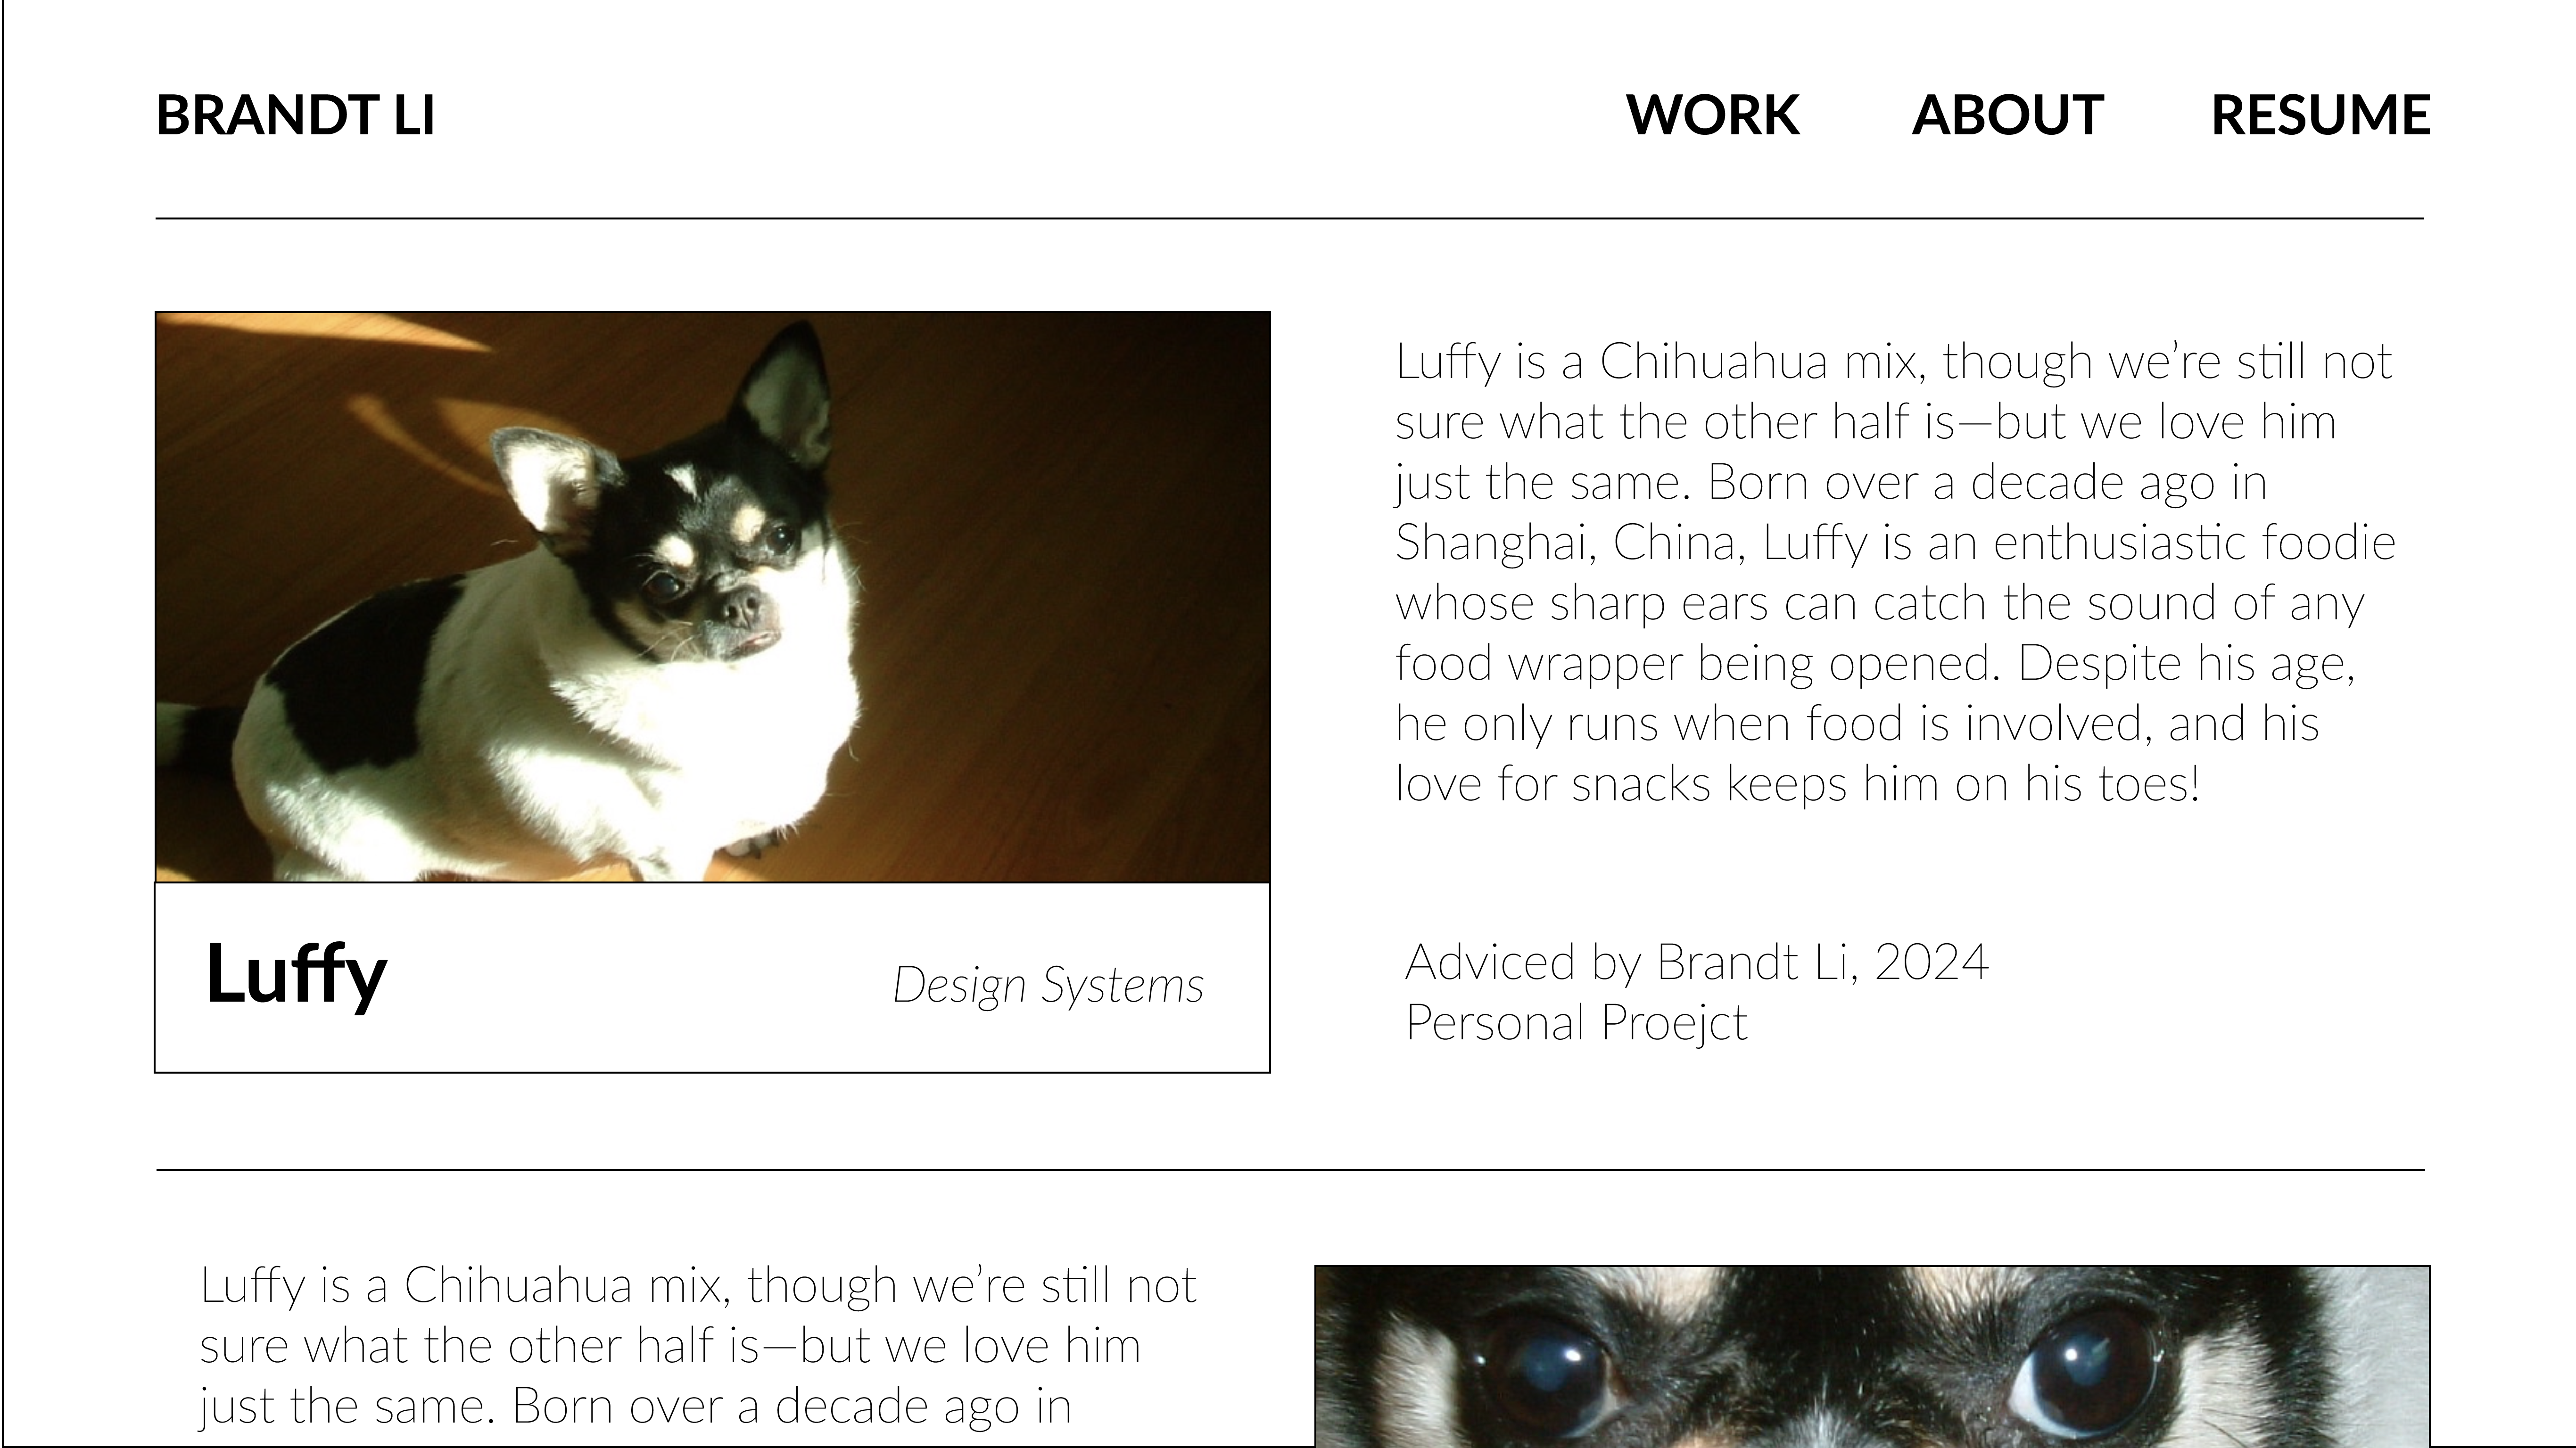 BRANDT LI
WORK ABOUT RESUME
Luffy is a Chihuahua mix, though we’re still not
sure what the other half is—but we love him
just the same. Born over a decade ago in
Shanghai, China, Luffy is an enthusiastic foodie
whose sharp ears can catch the sound of any
food wrapper being opened. Despite his age,
he only runs when food is involved, and his
love for snacks keeps him on his toes!
Luffy
Design Systems
Adviced by Brandt Li, 2024
Personal Proejct
Luffy is a Chihuahua mix, though we’re still not
sure what the other half is—but we love him
just the same. Born over a decade ago in